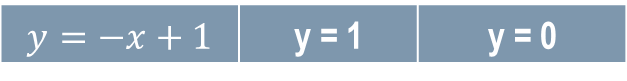 y = −x + 1 y = 1 y = 0